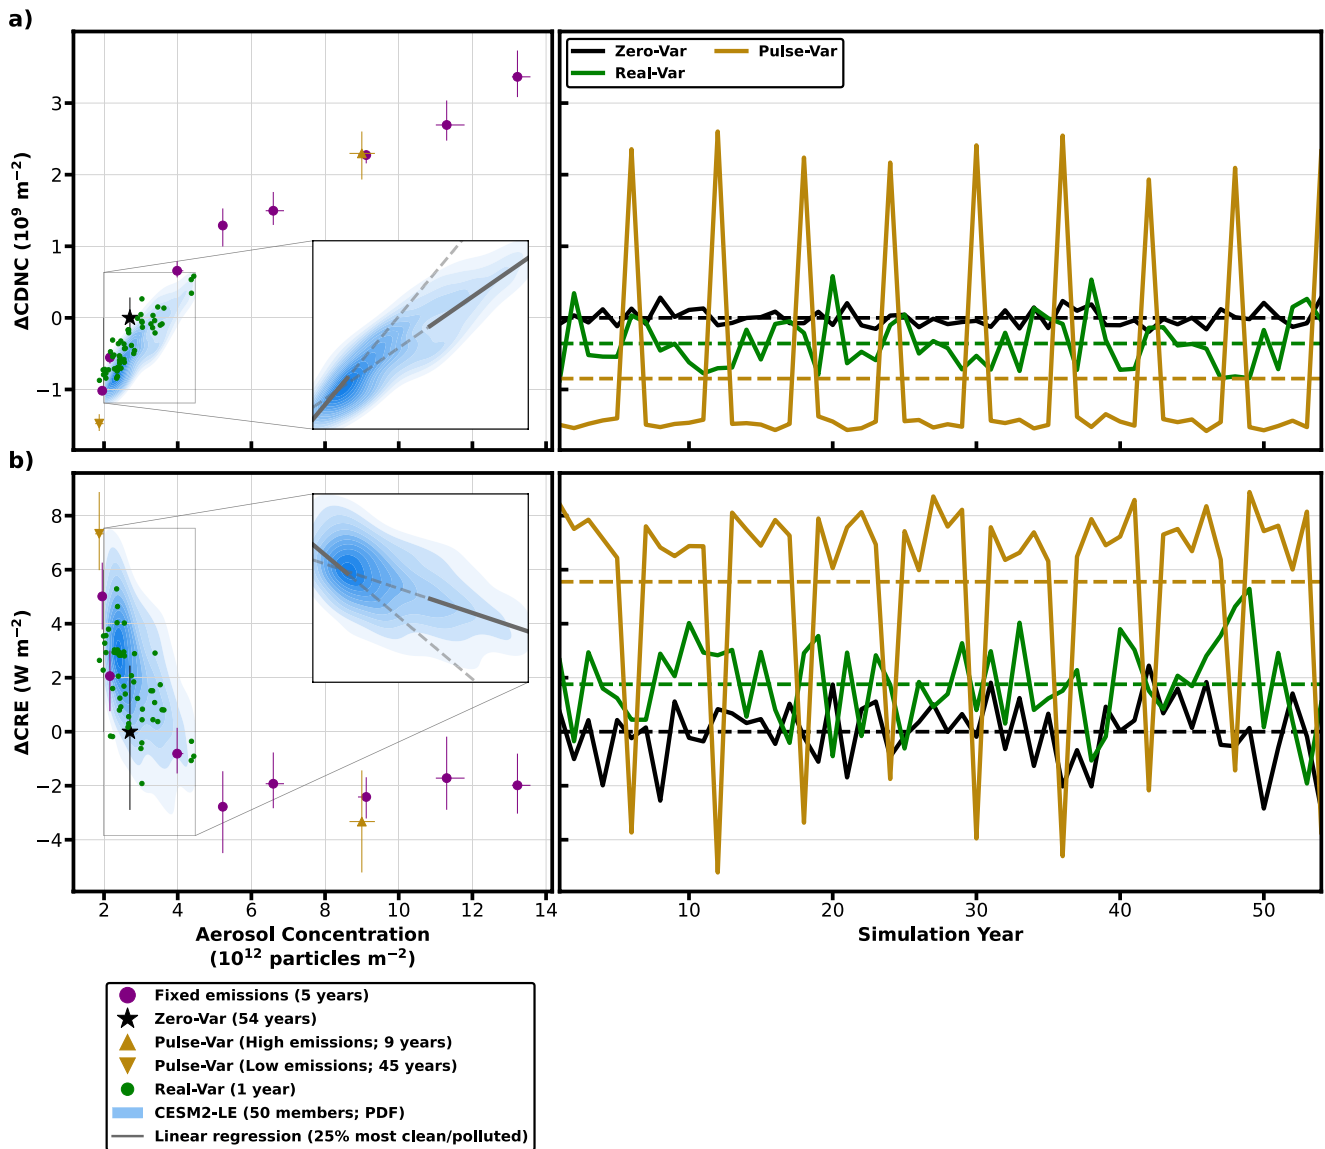 a)
ΔCDNC (10⁹ m⁻²)
3
2
1
0
−1
Zero-Var
Real-Var
Pulse-Var
b)
ΔCRE (W m⁻²)
8
6
4
2
0
−2
−4
2 4 6 8 10 12 14
Aerosol Concentration
(10¹² particles m⁻²)
10 20 30 40 50
Simulation Year
Fixed emissions (5 years)
Zero-Var (54 years)
Pulse-Var (High emissions; 9 years)
Pulse-Var (Low emissions; 45 years)
Real-Var (1 year)
CESM2-LE (50 members; PDF)
Linear regression (25% most clean/polluted)